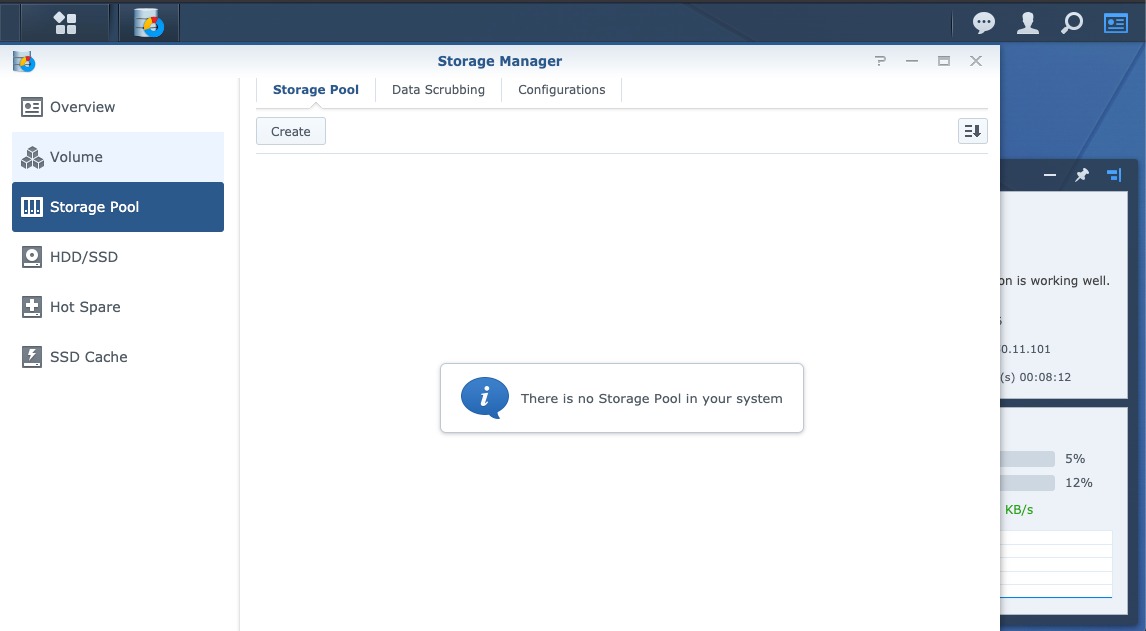 Storage Manager
Overview
Volume
Storage Pool
HDD/SSD
Hot Spare
SSD Cache
Storage Pool
Data Scrubbing
Configurations
Create
There is no Storage Pool in your system
is working well.
0.11.101
(s) 00:08:12
5%
12%
KB/s